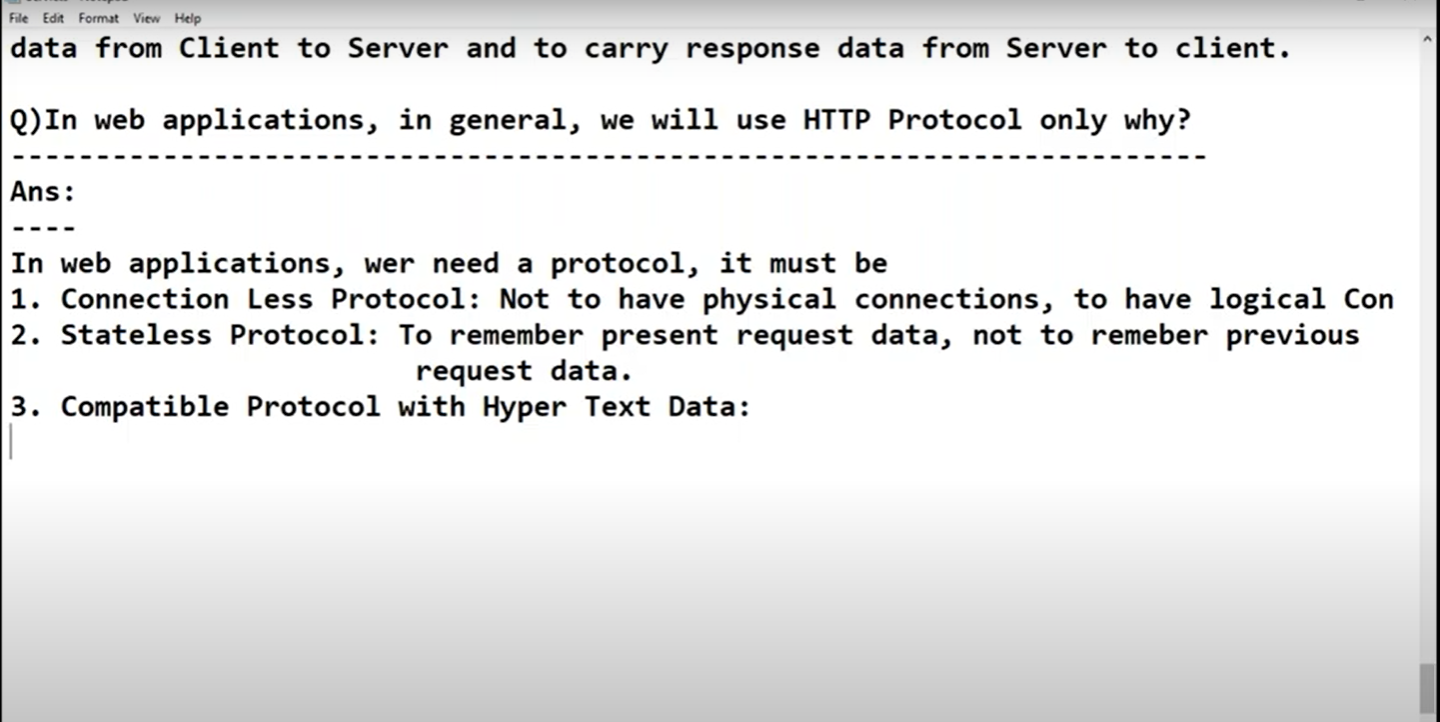 File Edit Format View Help
data from Client to Server and to carry response data from Server to client.
Q)In web applications, in general, we will use HTTP Protocol only why?
-----------------------------------------------------------------------
Ans:
----
In web applications, wer need a protocol, it must be
1. Connection Less Protocol: Not to have physical connections, to have logical Con
2. Stateless Protocol: To remember present request data, not to remeber previous
request data.
3. Compatible Protocol with Hyper Text Data: